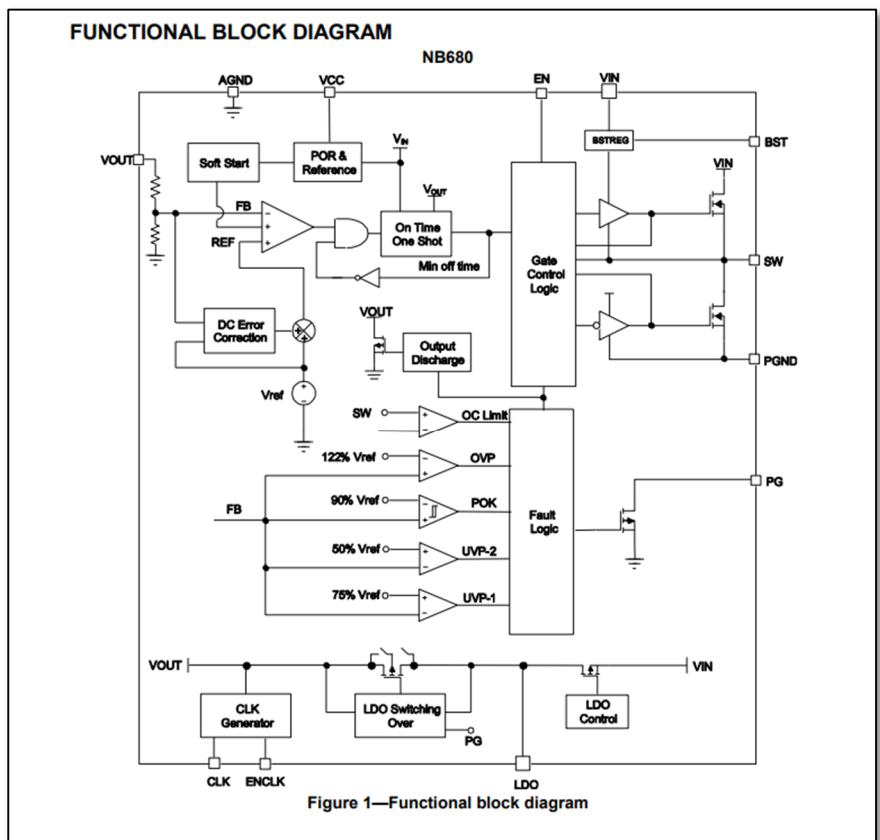 FUNCTIONAL BLOCK DIAGRAM
NB680
AGND
VCC
EN
VIN
VOUT
Soft Start
POR &
Reference
VIN
BSTREG
BST
VIN
VOUT
FB
REF
On Time
One Shot
Min off time
Gate
Control
Logic
SW
DC Error
Correction
VOUT
Output
Discharge
PGND
Vref
SW
OC Limit
122% Vref
OVP
90% Vref
POK
FB
Fault
Logic
PG
50% Vref
UVP-2
75% Vref
UVP-1
VOUT
VIN
CLK
Generator
LDO Switching
Over
PG
LDO
Control
CLK
ENCLK
LDO
Figure 1—Functional block diagram